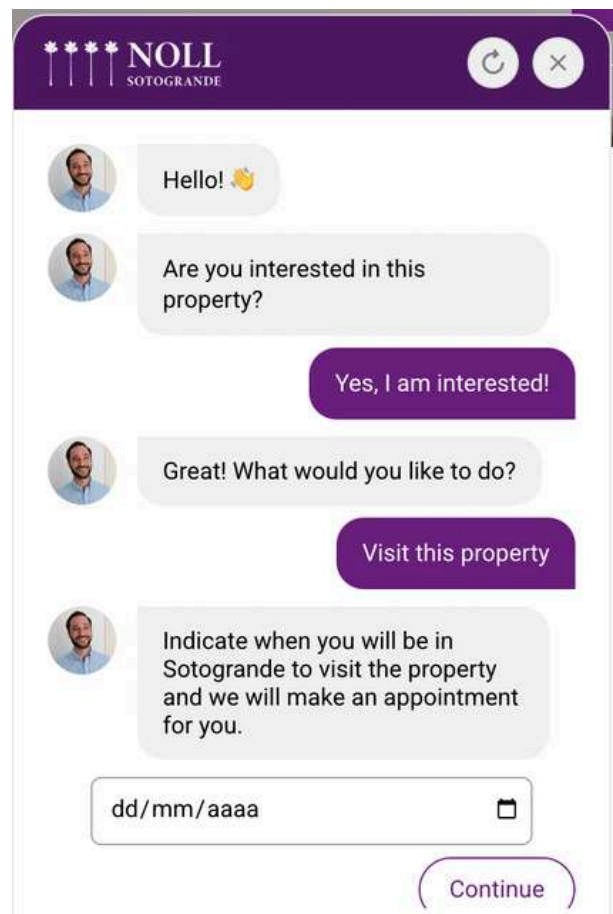 NOLL
SOTOGRANDE
Hello! 👋
Are you interested in this
property?
Yes, I am interested!
Great! What would you like to do?
Visit this property
Indicate when you will be in
Sotogrande to visit the property
and we will make an appointment
for you.
dd/mm/aaaa
Continue